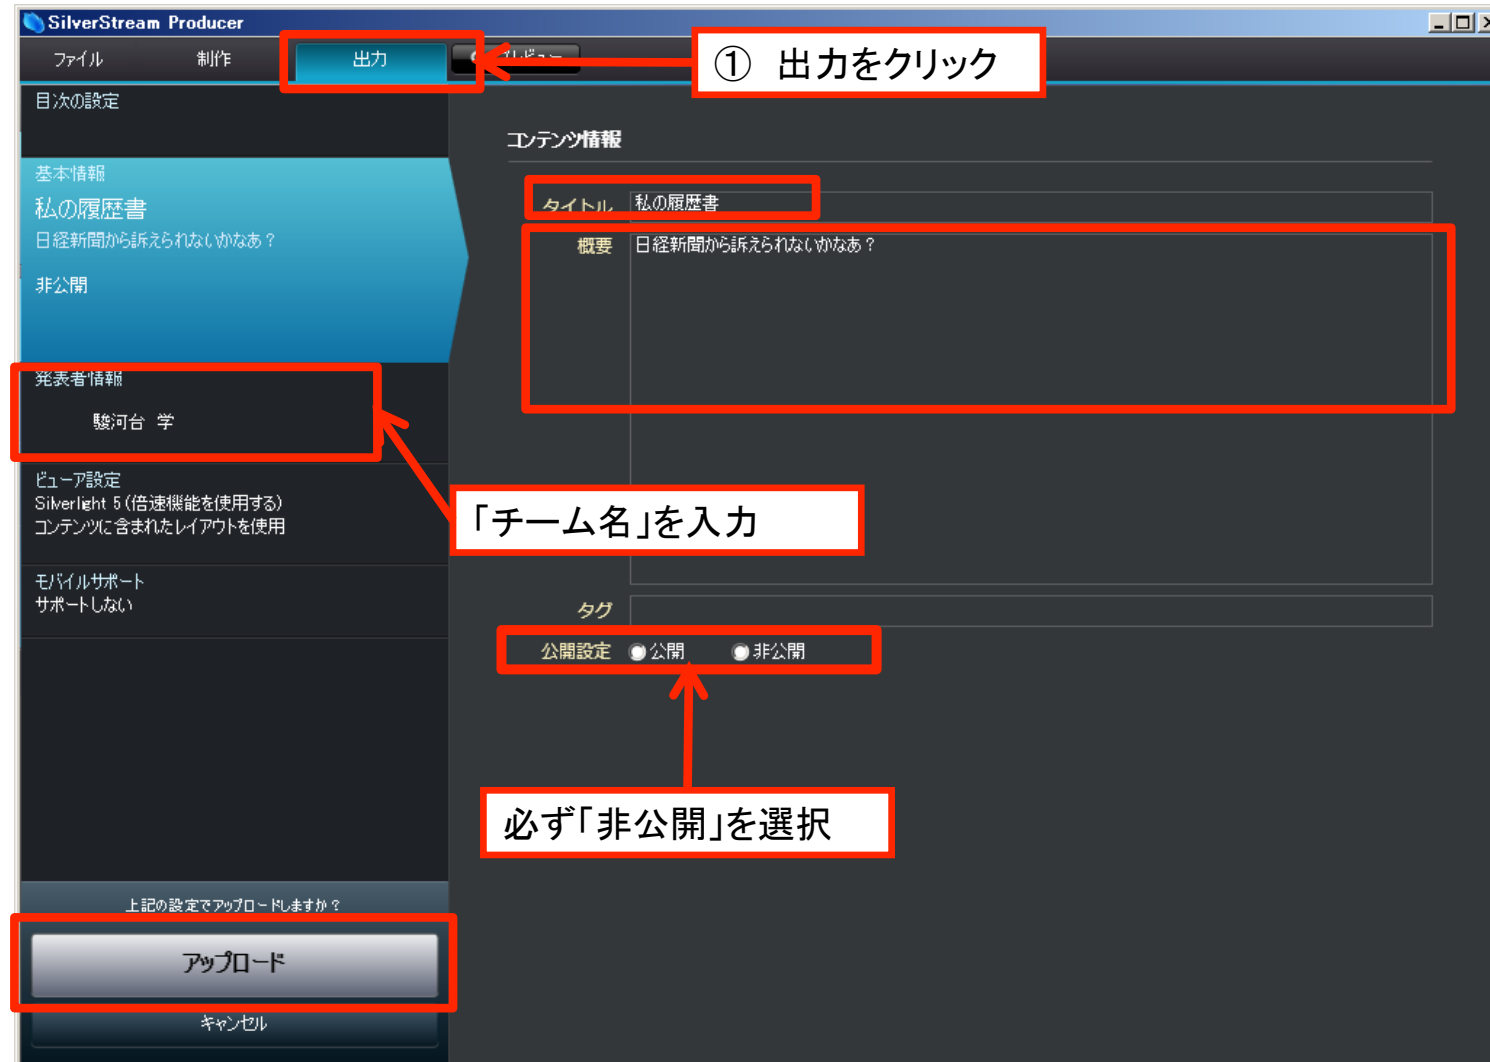 SilverStream Producer
ファイル 制作 出力
① 出力をクリック
目次の設定
基本情報
私の履歴書
日経新聞から訴えられないかなあ？
非公開
発表者情報
駿河台 学
ビューア設定
Silverlight 5 (倍速機能を使用する)
コンテンツに含まれたレイアウトを使用
モバイルサポート
サポートしない
上記の設定でアップロードしますか？
アップロード
キャンセル
コンテンツ情報
タイトル 私の履歴書
概要 日経新聞から訴えられないかなあ？
「チーム名」を入力
タグ
公開設定 公開 非公開
必ず「非公開」を選択